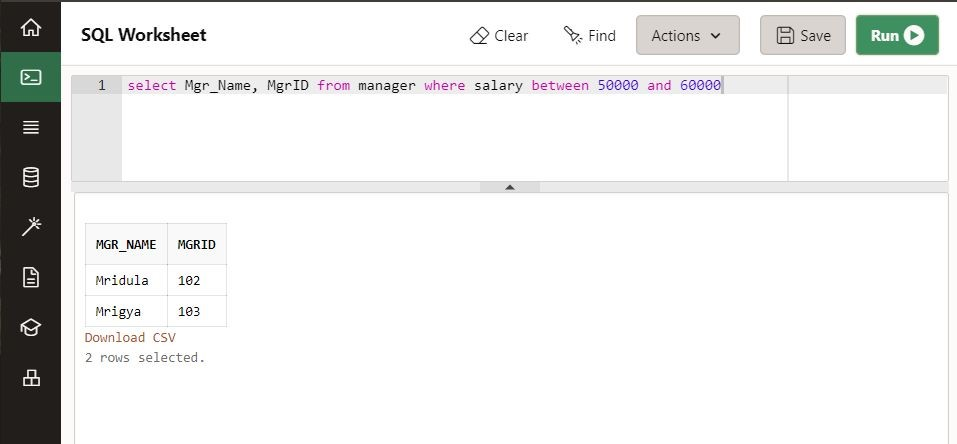 SQL Worksheet Clear Find Actions Save Run
1 select Mgr_Name, MgrID from manager where salary between 50000 and 60000
MGR_NAME MGRID
Mridula 102
Mrigya 103
Download CSV
2 rows selected.